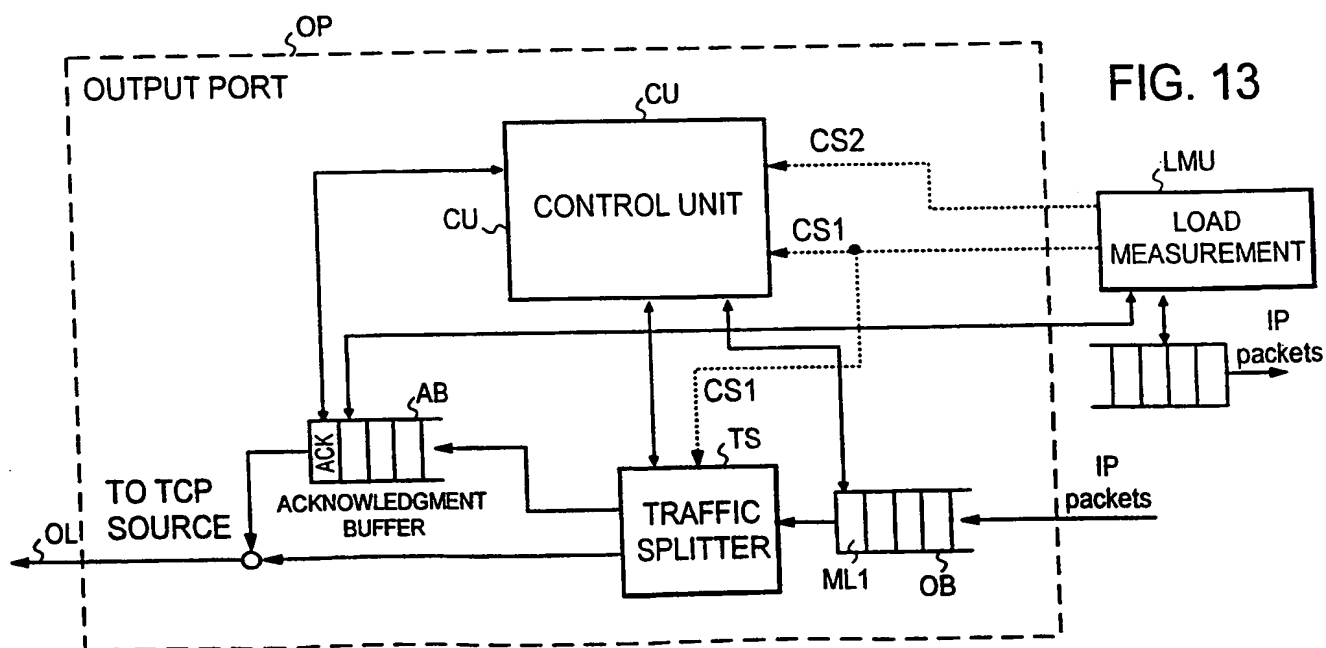 OP
FIG. 13
OUTPUT PORT
CU
CS2
LMU
CONTROL UNIT
CU
CS1
LOAD
MEASUREMENT
IP
packets
CS1
AB
TS
ACK
IP
packets
TO TCP
SOURCE
ACKNOWLEDGMENT
BUFFER
TRAFFIC
SPLITTER
OL
ML1
OB